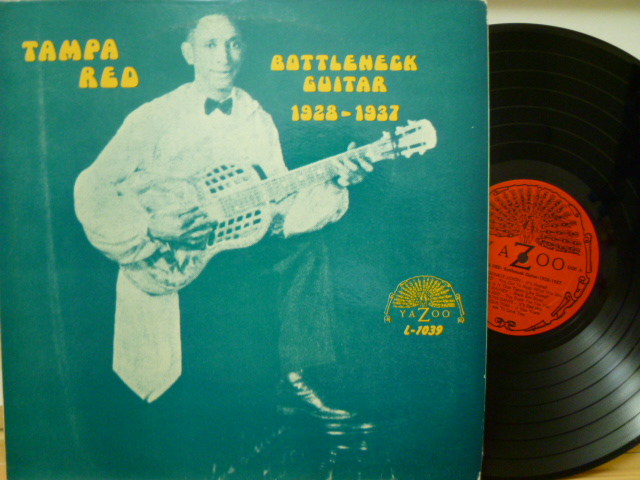 TAMPA
RED
BOTTLENECK
GUITAR
1928-1937
YAZOO
L-1039
YAZOO